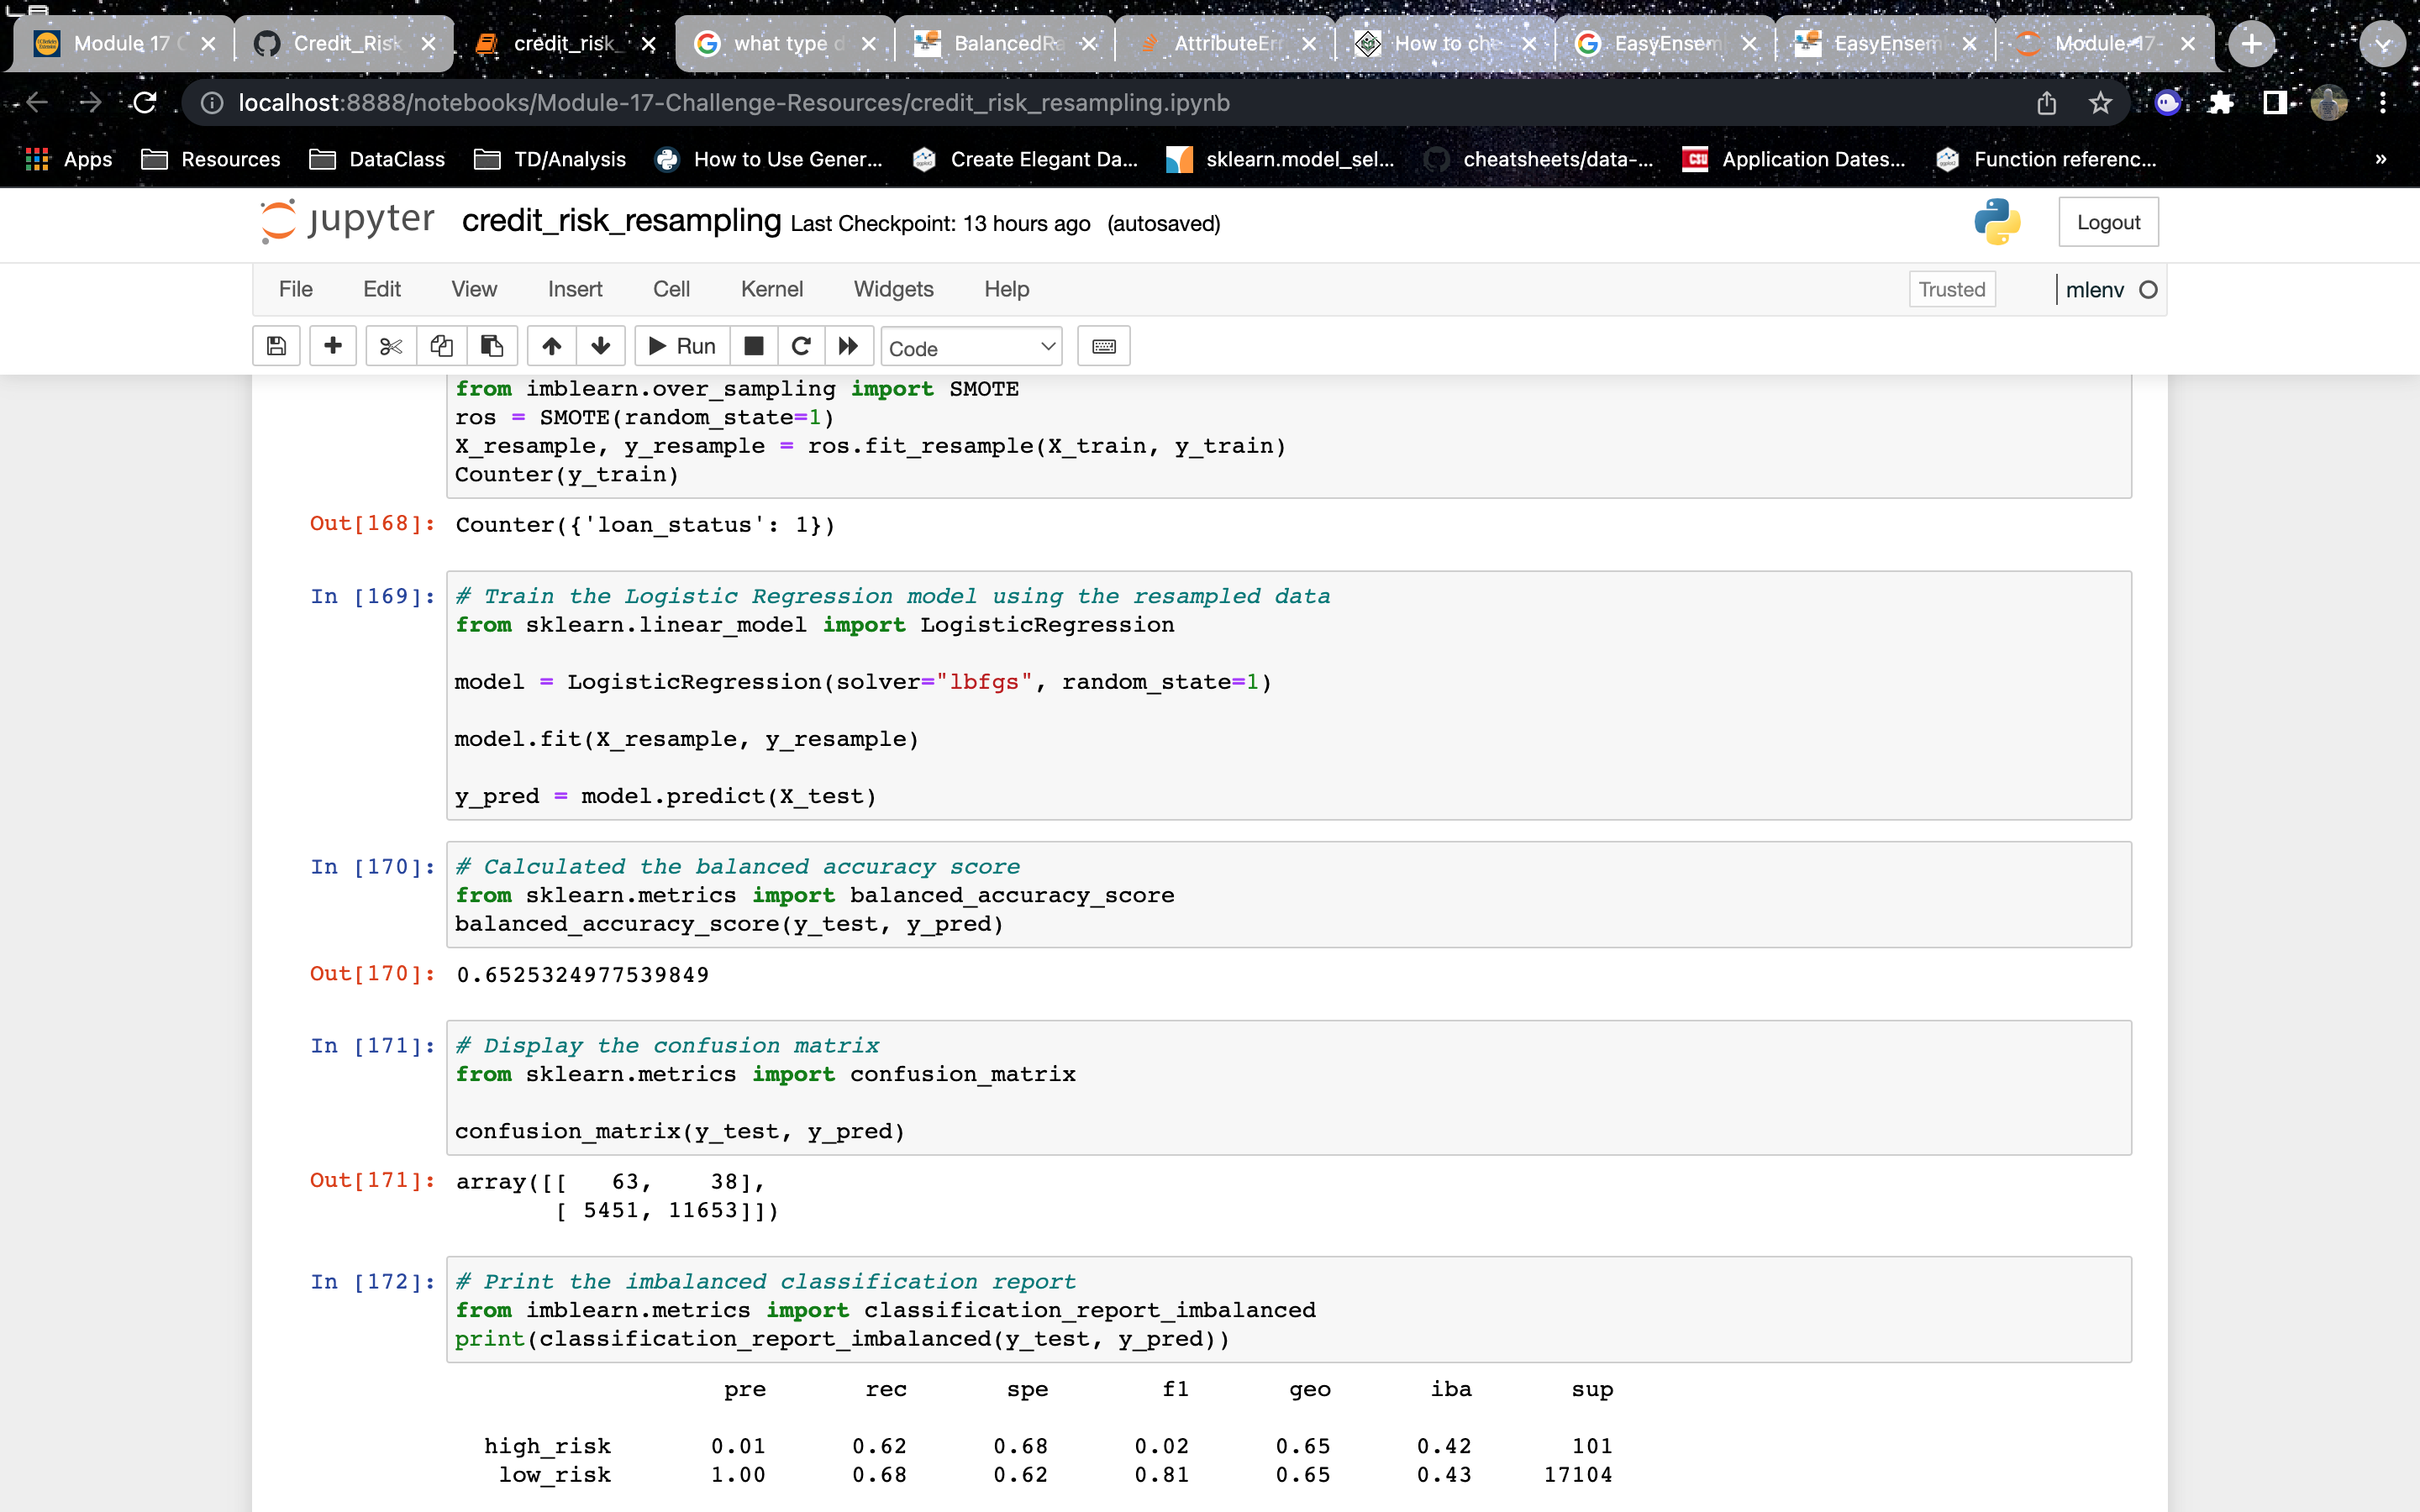 Module 17
Credit_Risk
credit_risk_
what type
BalancedRa
AttributeErr
How to che
EasyEnsem
EasyEnsem
Module-17-
localhost:8888/notebooks/Module-17-Challenge-Resources/credit_risk_resampling.ipynb
Apps Resources DataClass TD/Analysis How to Use Gener... Create Elegant Da... sklearn.model_sel... cheatsheets/data-... Application Dates... Function referenc... »
jupyter credit_risk_resampling Last Checkpoint: 13 hours ago (autosaved) Logout
File Edit View Insert Cell Kernel Widgets Help Trusted mlenv
Run Code
from imblearn.over_sampling import SMOTE
ros = SMOTE(random_state=1)
X_resample, y_resample = ros.fit_resample(X_train, y_train)
Counter(y_train)
Out[168]: Counter({'loan_status': 1})
In [169]: # Train the Logistic Regression model using the resampled data
from sklearn.linear_model import LogisticRegression
model = LogisticRegression(solver="lbfgs", random_state=1)
model.fit(X_resample, y_resample)
y_pred = model.predict(X_test)
In [170]: # Calculated the balanced accuracy score
from sklearn.metrics import balanced_accuracy_score
balanced_accuracy_score(y_test, y_pred)
Out[170]: 0.6525324977539849
In [171]: # Display the confusion matrix
from sklearn.metrics import confusion_matrix
confusion_matrix(y_test, y_pred)
Out[171]: array([[   63,    38],
[ 5451, 11653]])
In [172]: # Print the imbalanced classification report
from imblearn.metrics import classification_report_imbalanced
print(classification_report_imbalanced(y_test, y_pred))
pre rec spe f1 geo iba sup
high_risk 0.01 0.62 0.68 0.02 0.65 0.42 101
low_risk 1.00 0.68 0.62 0.81 0.65 0.43 17104